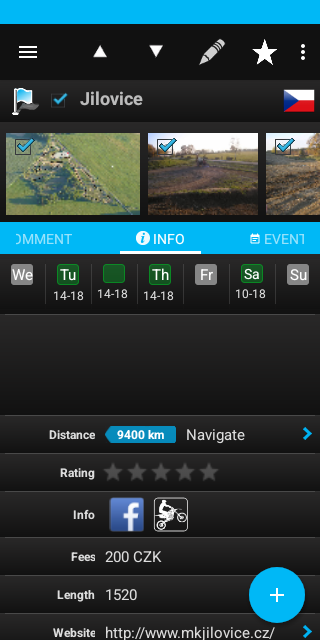 Jilovice
OMMENT INFO EVENT
We Tu Th Fr Sa Su
14-18 14-18 14-18 10-18
Distance 9400 km Navigate
Rating
Info f
Fees 200 CZK
Length 1520
Website http://www.mkjilovice.cz/